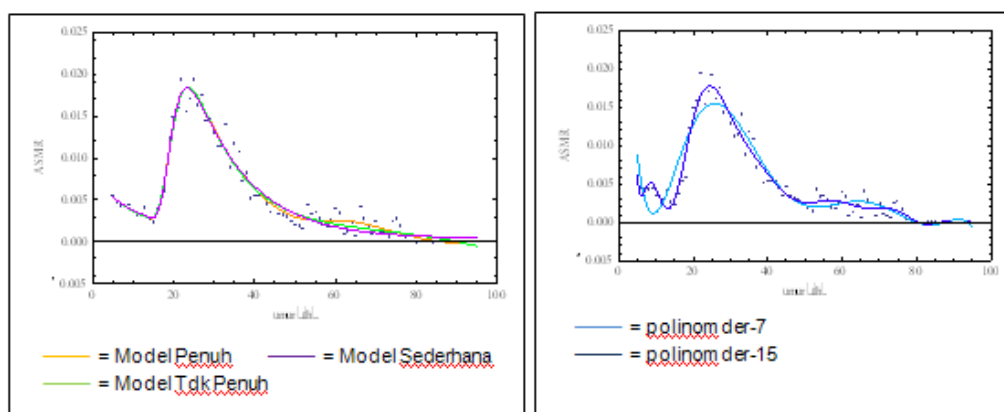 0.025
0.020
0.015
ASMR
0.010
0.005
0.000
0.005
0 20 40 60 80 100
= Model Penuh
= Model Sederhana
= Model Tdk Penuh
0.025
0.020
0.015
ASMR
0.010
0.005
0.000
0.005
0 20 40 60 80 100
= polinom der-7
= polinom der-15